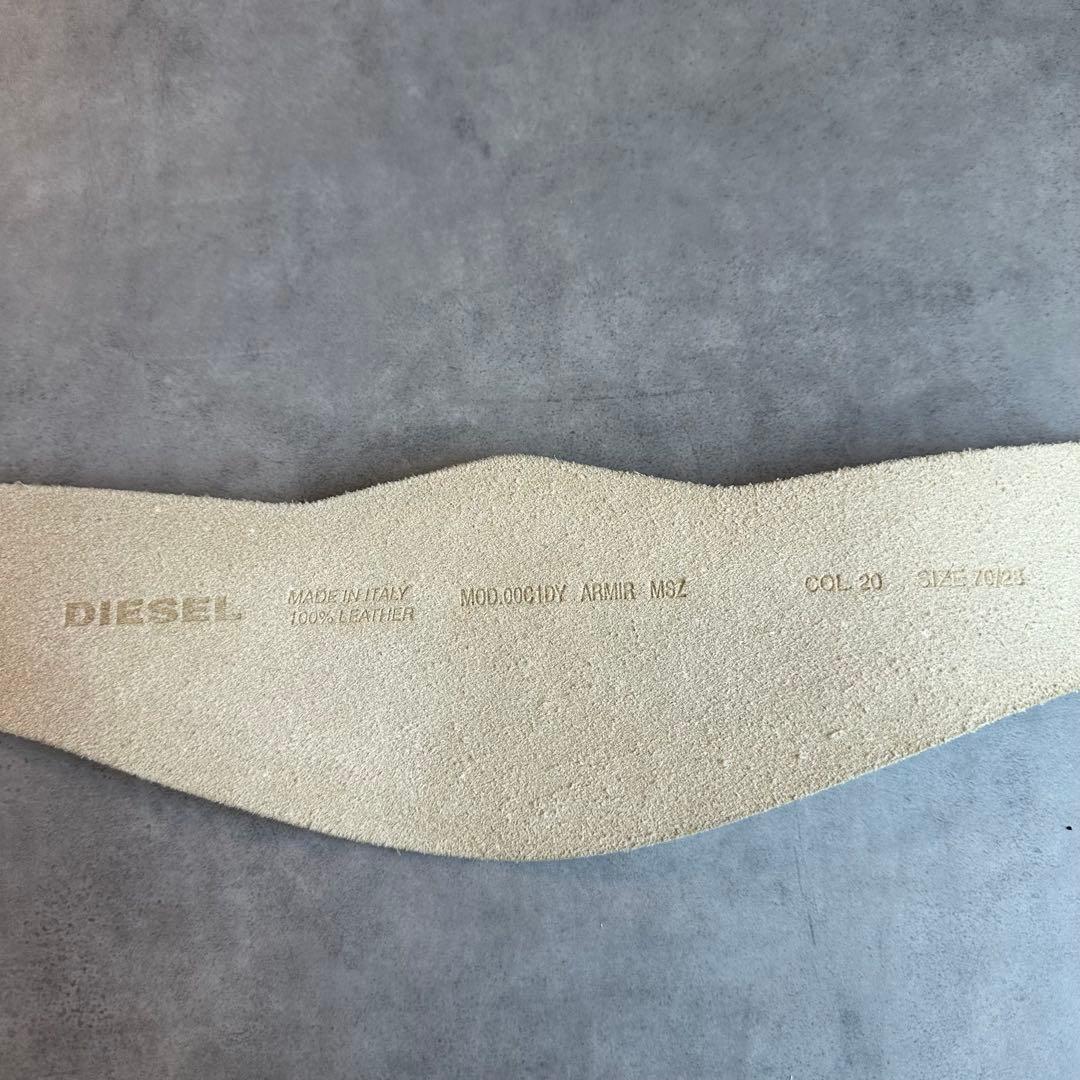 DIESEL
MADE IN ITALY
100% LEATHER
MOD.00C1DY ARMIR MSZ
COL. 20
SIZE 70/28